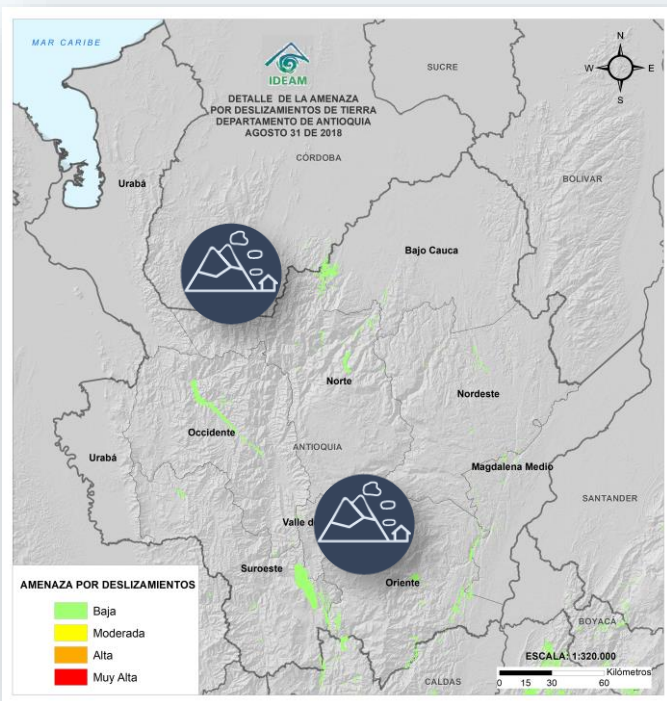 MAR CARIBE
N
W
E
S
IDEAM
DETALLE DE LA AMENAZA
POR DESLIZAMIENTOS DE TIERRA
DEPARTAMENTO DE ANTIOQUIA
AGOSTO 31 DE 2018
SUCRE
CÓRDOBA
BOLIVAR
Urabá
Bajo Cauca
Norte
Nordeste
Occidente
ANTIOQUIA
Urabá
Magdalena Medio
SANTANDER
Valle d
Suroeste
Oriente
AMENAZA POR DESLIZAMIENTOS
Baja
Moderada
Alta
Muy Alta
BOYACÁ
CALDAS
ESCALA: 1:320.000
Kilómetros
0 15 30 60